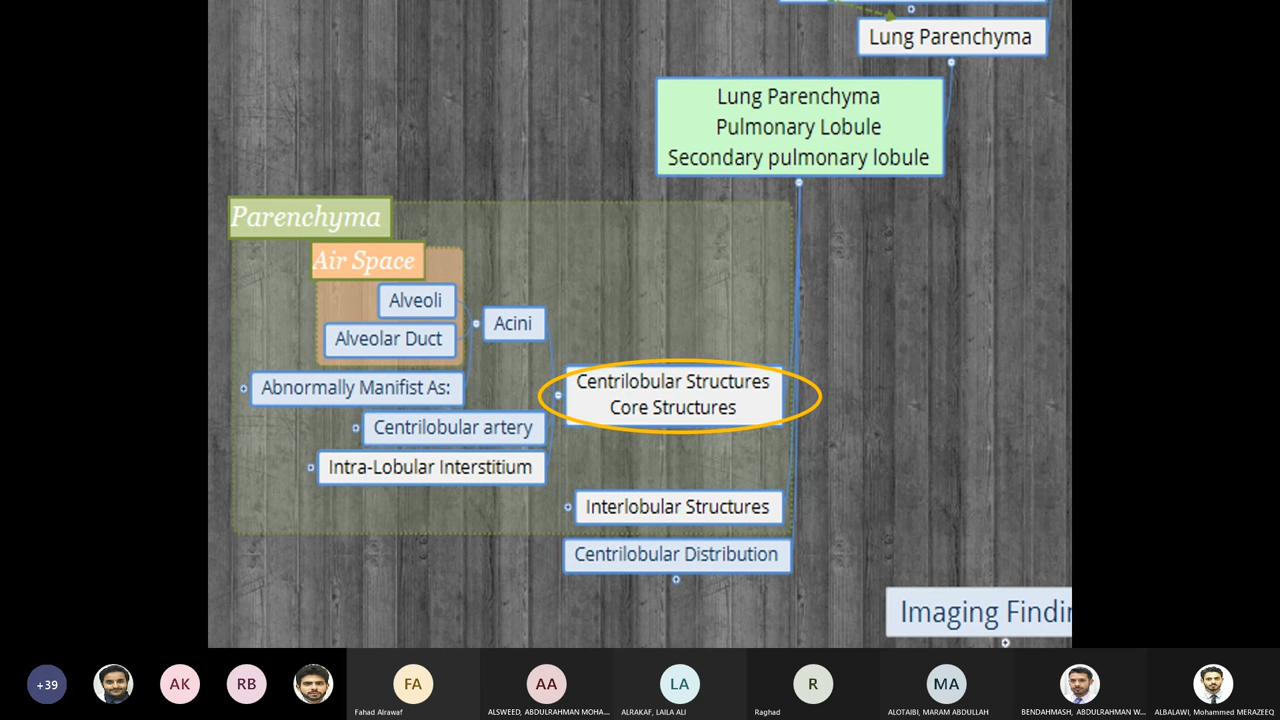 Lung Parenchyma
Lung Parenchyma
Pulmonary Lobule
Secondary pulmonary lobule
Parenchyma
Air Space
Alveoli
Acini
Alveolar Duct
Centrilobular Structures
Core Structures
Abnormally Manifist As:
Centrilobular artery
Intra-Lobular Interstitium
Interlobular Structures
Centrilobular Distribution
Imaging Findin
+39
AK
RB
FA
AA
LA
R
MA
Fahad Alrawaf
ALSWEED, ABDULRAHMAN MOHA...
ALRAKAF, LAILA ALI
Raghad
ALOTAIBI, MARAM ABDULLAH
BENDAHMASH, ABDULRAHMAN W...
ALBALAWI, Mohammed MERAZEEQ